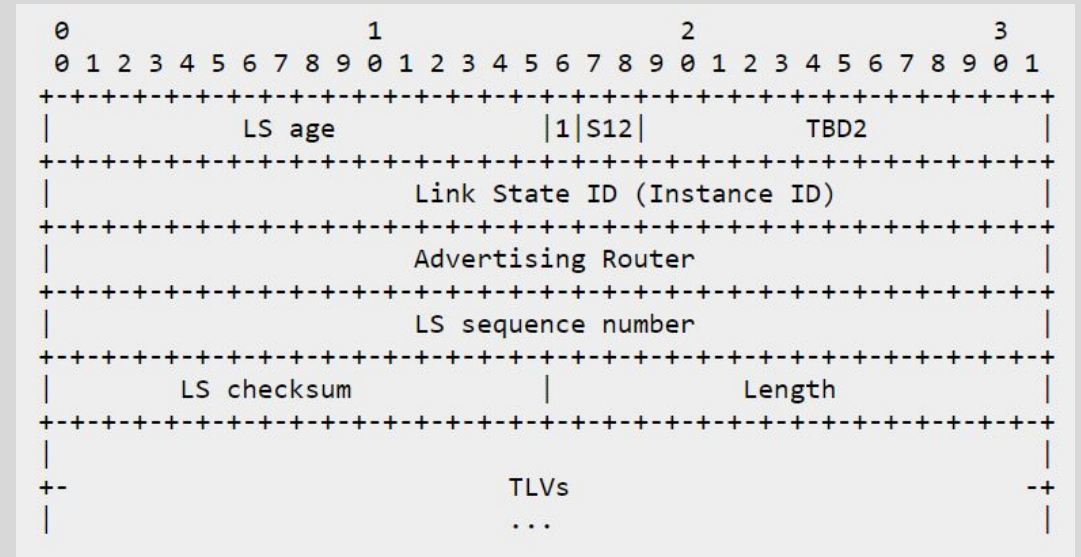 0                   1                   2                   3
 0 1 2 3 4 5 6 7 8 9 0 1 2 3 4 5 6 7 8 9 0 1 2 3 4 5 6 7 8 9 0 1
+-+-+-+-+-+-+-+-+-+-+-+-+-+-+-+-+-+-+-+-+-+-+-+-+-+-+-+-+-+-+-+-+
|            LS age             |1|S12|          TBD2           |
+-+-+-+-+-+-+-+-+-+-+-+-+-+-+-+-+-+-+-+-+-+-+-+-+-+-+-+-+-+-+-+-+
|                       Link State ID (Instance ID)             |
+-+-+-+-+-+-+-+-+-+-+-+-+-+-+-+-+-+-+-+-+-+-+-+-+-+-+-+-+-+-+-+-+
|                       Advertising Router                      |
+-+-+-+-+-+-+-+-+-+-+-+-+-+-+-+-+-+-+-+-+-+-+-+-+-+-+-+-+-+-+-+-+
|                       LS sequence number                      |
+-+-+-+-+-+-+-+-+-+-+-+-+-+-+-+-+-+-+-+-+-+-+-+-+-+-+-+-+-+-+-+-+
|        LS checksum            |            Length             |
+-+-+-+-+-+-+-+-+-+-+-+-+-+-+-+-+-+-+-+-+-+-+-+-+-+-+-+-+-+-+-+-+
|                                                               |
+-                            TLVs                             -+
|                             ...                               |